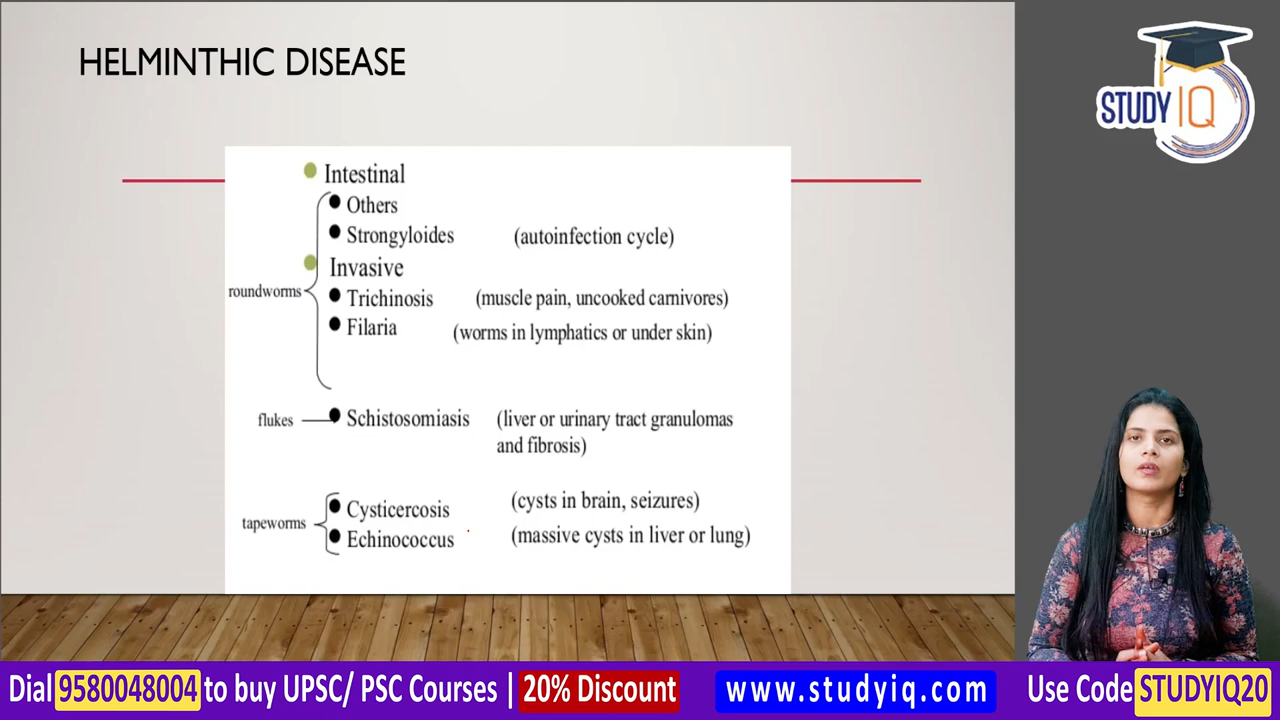 HELMINTHIC DISEASE
STUDY IQ
Intestinal
Others
Strongyloides (autoinfection cycle)
Invasive
roundworms
Trichinosis (muscle pain, uncooked carnivores)
Filaria (worms in lymphatics or under skin)
flukes Schistosomiasis (liver or urinary tract granulomas
and fibrosis)
Cysticercosis (cysts in brain, seizures)
tapeworms
Echinococcus (massive cysts in liver or lung)
Dial 9580048004 to buy UPSC/ PSC Courses | 20% Discount www.studyiq.com Use Code STUDYIQ20